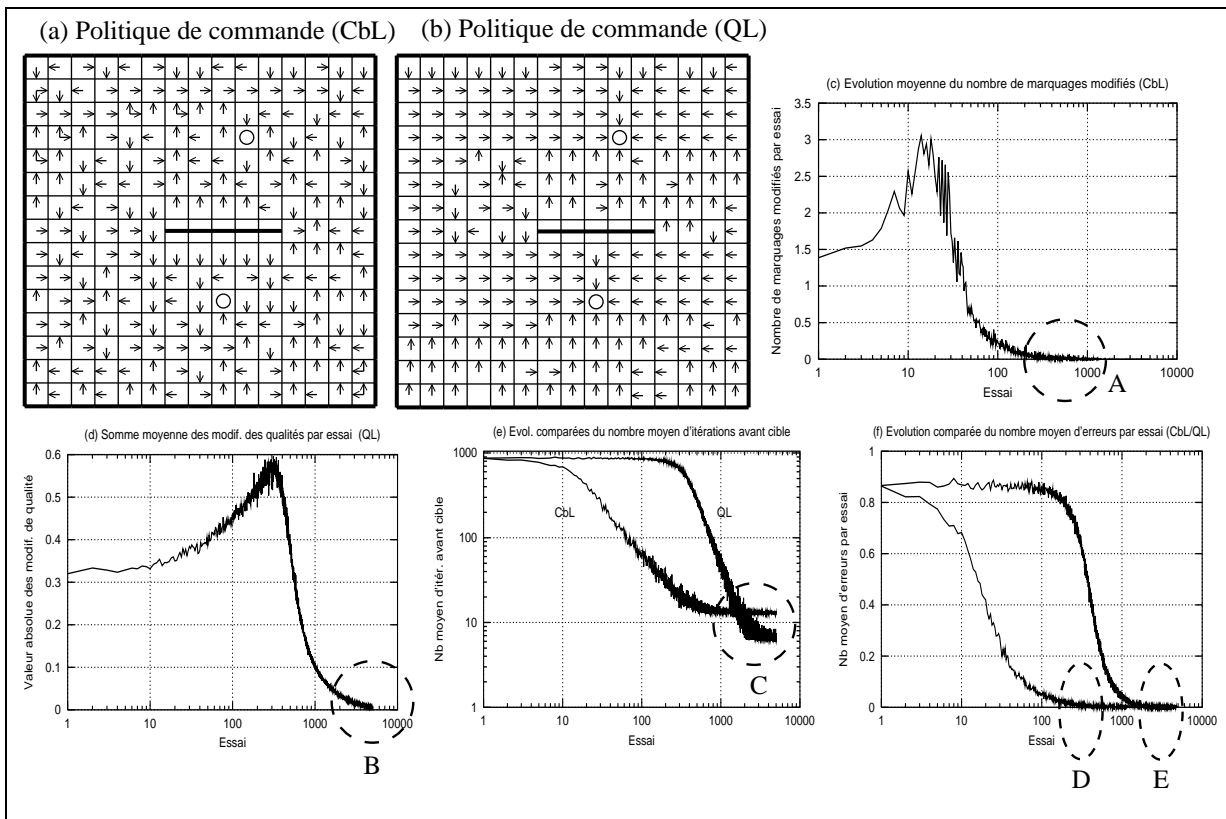 (a) Politique de commande (CbL)
(b) Politique de commande (QL)
(c) Evolution moyenne du nombre de marquages modifiés (CbL)
Nombre de marquages modifiés par essai
3.5
3
2.5
2
1.5
1
0.5
0
1
10
100
1000
10000
Essai
A
(d) Somme moyenne des modif. des qualités par essai (QL)
Valeur absolue des modif. de qualité
0.6
0.5
0.4
0.3
0.2
0.1
0
1
10
100
1000
10000
Essai
B
(e) Evol. comparées du nombre moyen d'itérations avant cible
Nb moyen d'itér. avant cible
1000
100
10
1
CbL
QL
1
10
100
1000
10000
Essai
C
(f) Evolution comparée du nombre moyen d'erreurs par essai (CbL/QL)
Nb moyen d'erreurs par essai
1
0.8
0.6
0.4
0.2
0
1
10
100
1000
10000
Essai
D
E